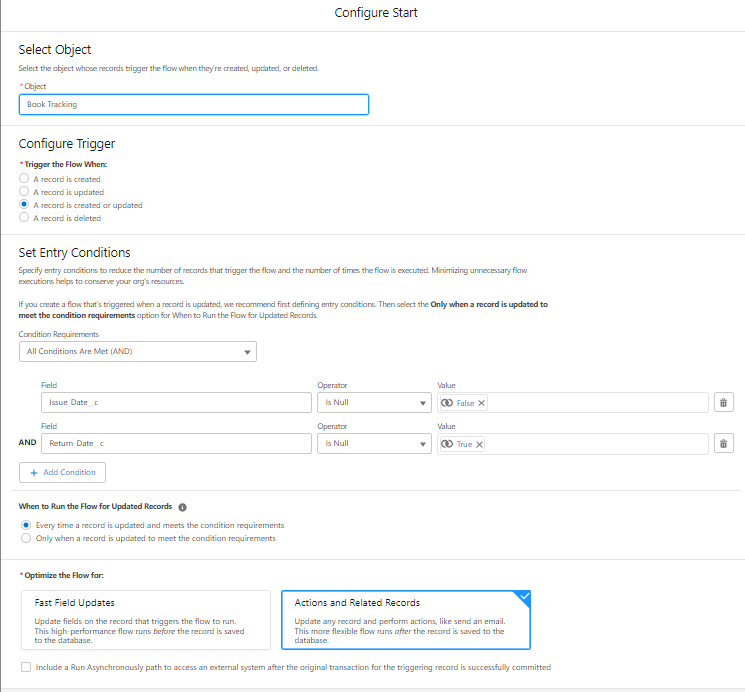 Configure Start
Select Object
Select the object whose records trigger the flow when they're created, updated, or deleted.
*Object
Book Tracking
Configure Trigger
*Trigger the Flow When:
A record is created
A record is updated
A record is created or updated
A record is deleted
Set Entry Conditions
Specify entry conditions to reduce the number of records that trigger the flow and the number of times the flow is executed. Minimizing unnecessary flow
executions helps to conserve your org's resources.
If you create a flow that's triggered when a record is updated, we recommend first defining entry conditions. Then select the Only when a record is updated to
meet the condition requirements option for When to Run the Flow for Updated Records.
Condition Requirements
All Conditions Are Met (AND)
Field Operator Value
Issue_Date__c Is Null False
Field Operator Value
AND Return_Date__c Is Null True
+ Add Condition
When to Run the Flow for Updated Records
Every time a record is updated and meets the condition requirements
Only when a record is updated to meet the condition requirements
*Optimize the Flow for:
Fast Field Updates Actions and Related Records
Update fields on the record that triggers the flow to run. Update any record and perform actions, like send an email.
This high-performance flow runs before the record is saved This more flexible flow runs after the record is saved to the
to the database. database.
Include a Run Asynchronously path to access an external system after the original transaction for the triggering record is successfully committed